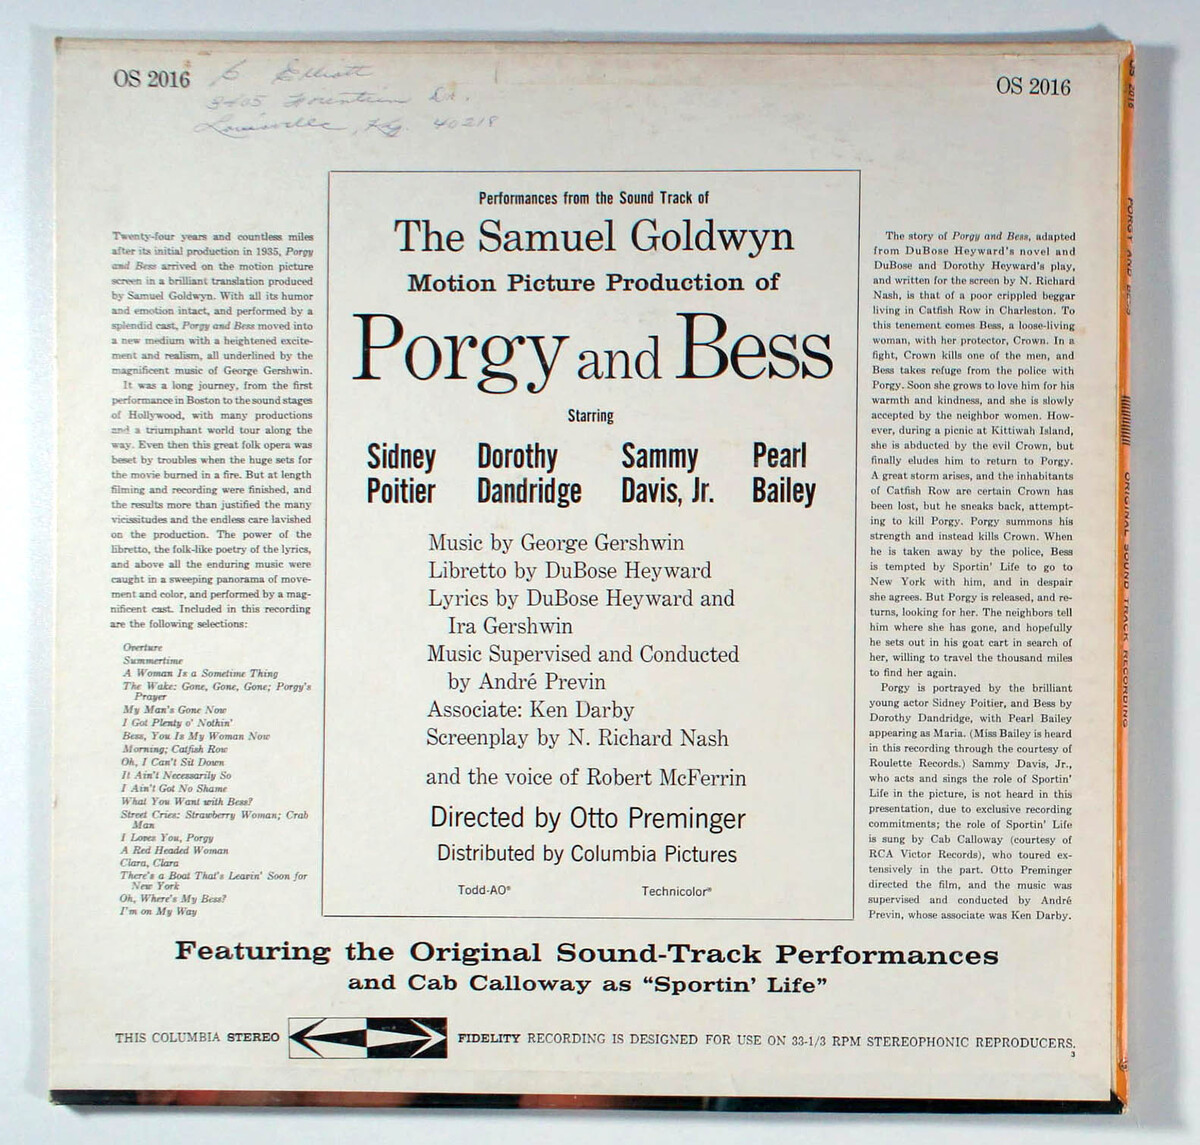 OS 2016
Elliott
3405 Fountain Dr.
Louisville, Ky. 40218
OS 2016
Performances from the Sound Track of
The Samuel Goldwyn
Motion Picture Production of
Porgy and Bess
Starring
Sidney Poitier
Dorothy Dandridge
Sammy Davis, Jr.
Pearl Bailey
Music by George Gershwin
Libretto by DuBose Heyward
Lyrics by DuBose Heyward and
Ira Gershwin
Music Supervised and Conducted
by André Previn
Associate: Ken Darby
Screenplay by N. Richard Nash
and the voice of Robert McFerrin
Directed by Otto Preminger
Distributed by Columbia Pictures
Todd-AO® Technicolor®
Twenty-four years and countless miles
after its initial production in 1935, Porgy
and Bess arrived on the motion picture
screen in a brilliant translation produced
by Samuel Goldwyn. With all its humor
and emotion intact, and performed by a
splendid cast, Porgy and Bess moved into
a new medium with a heightened excite-
ment and realism, all underlined by the
magnificent music of George Gershwin.
It was a long journey, from the first
performance in Boston to the sound stages
of Hollywood, with many productions
and a triumphant world tour along the
way. Even then this great folk opera was
beset by troubles when the huge sets for
the movie burned in a fire. But at length
filming and recording were finished, and
the results more than justified the many
vicissitudes and the endless care lavished
on the production. The power of the
libretto, the folk-like poetry of the lyrics,
and above all the enduring music were
caught in a sweeping panorama of move-
ment and color, and performed by a mag-
nificent cast. Included in this recording
are the following selections:
Overture
Summertime
A Woman Is a Sometime Thing
The Wake: Gone, Gone, Gone; Porgy's
Prayer
My Man's Gone Now
I Got Plenty o' Nothin'
Bess, You Is My Woman Now
Morning; Catfish Row
Oh, I Can't Sit Down
It Ain't Necessarily So
I Ain't Got No Shame
What You Want with Bess?
Street Cries: Strawberry Woman; Crab
Man
I Loves You, Porgy
A Red Headed Woman
Clara, Clara
There's a Boat That's Leavin' Soon for
New York
Oh, Where's My Bess?
I'm on My Way
The story of Porgy and Bess, adapted
from DuBose Heyward's novel and
DuBose and Dorothy Heyward's play,
and written for the screen by N. Richard
Nash, is that of a poor crippled beggar
living in Catfish Row in Charleston. To
this tenement comes Bess, a loose-living
woman, with her protector, Crown. In a
fight, Crown kills one of the men, and
Bess takes refuge from the police with
Porgy. Soon she grows to love him for his
warmth and kindness, and she is slowly
accepted by the neighbor women. How-
ever, during a picnic at Kittiwah Island,
she is abducted by the evil Crown, but
finally eludes him to return to Porgy.
A great storm arises, and the inhabitants
of Catfish Row are certain Crown has
been lost, but he sneaks back, attempt-
ing to kill Porgy. Porgy summons his
strength and instead kills Crown. When
he is taken away by the police, Bess
is tempted by Sportin' Life to go to
New York with him, and in despair
she agrees. But Porgy is released, and re-
turns, looking for her. The neighbors tell
him where she has gone, and hopefully
he sets out in his goat cart in search of
her, willing to travel the thousand miles
to find her again.
Porgy is portrayed by the brilliant
young actor Sidney Poitier, and Bess by
Dorothy Dandridge, with Pearl Bailey
appearing as Maria. (Miss Bailey is heard
in this recording through the courtesy of
Roulette Records.) Sammy Davis, Jr.,
who acts and sings the role of Sportin'
Life in the picture, is not heard in this
presentation, due to exclusive recording
commitments; the role of Sportin' Life
is sung by Cab Calloway (courtesy of
RCA Victor Records), who toured ex-
tensively in the part. Otto Preminger
directed the film, and the music was
supervised and conducted by André
Previn, whose associate was Ken Darby.
Featuring the Original Sound-Track Performances
and Cab Calloway as “Sportin' Life”
THIS COLUMBIA STEREO FIDELITY RECORDING IS DESIGNED FOR USE ON 33-1/3 RPM STEREOPHONIC REPRODUCERS.
3
OS 2016 PORGY AND BESS ORIGINAL SOUND TRACK RECORDING